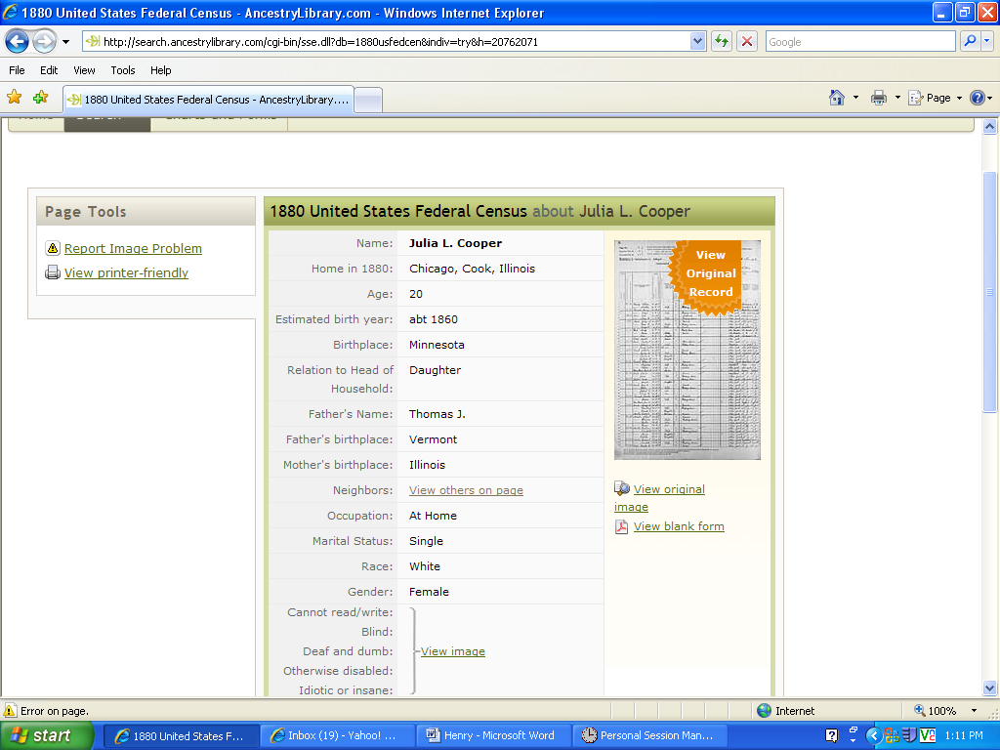 1880 United States Federal Census - AncestryLibrary.com - Windows Internet Explorer
http://search.ancestrylibrary.com/cgi-bin/sse.dll?db=1880usfedcen&indiv=try&h=20762071
Google
File Edit View Tools Help
1880 United States Federal Census - AncestryLibrary....
Page
Home Search Charts and Forms
Page Tools
Report Image Problem
View printer-friendly
1880 United States Federal Census about Julia L. Cooper
Name: Julia L. Cooper
Home in 1880: Chicago, Cook, Illinois
Age: 20
Estimated birth year: abt 1860
Birthplace: Minnesota
Relation to Head of Household: Daughter
Father's Name: Thomas J.
Father's birthplace: Vermont
Mother's birthplace: Illinois
Neighbors: View others on page
Occupation: At Home
Marital Status: Single
Race: White
Gender: Female
Cannot read/write:
Blind:
Deaf and dumb: View image
Otherwise disabled:
Idiotic or insane:
View
Original
Record
View original
image
View blank form
Error on page.
Internet
100%
start
1880 United States F...
Inbox (19) - Yahoo! ...
Henry - Microsoft Word
Personal Session Man...
1:11 PM